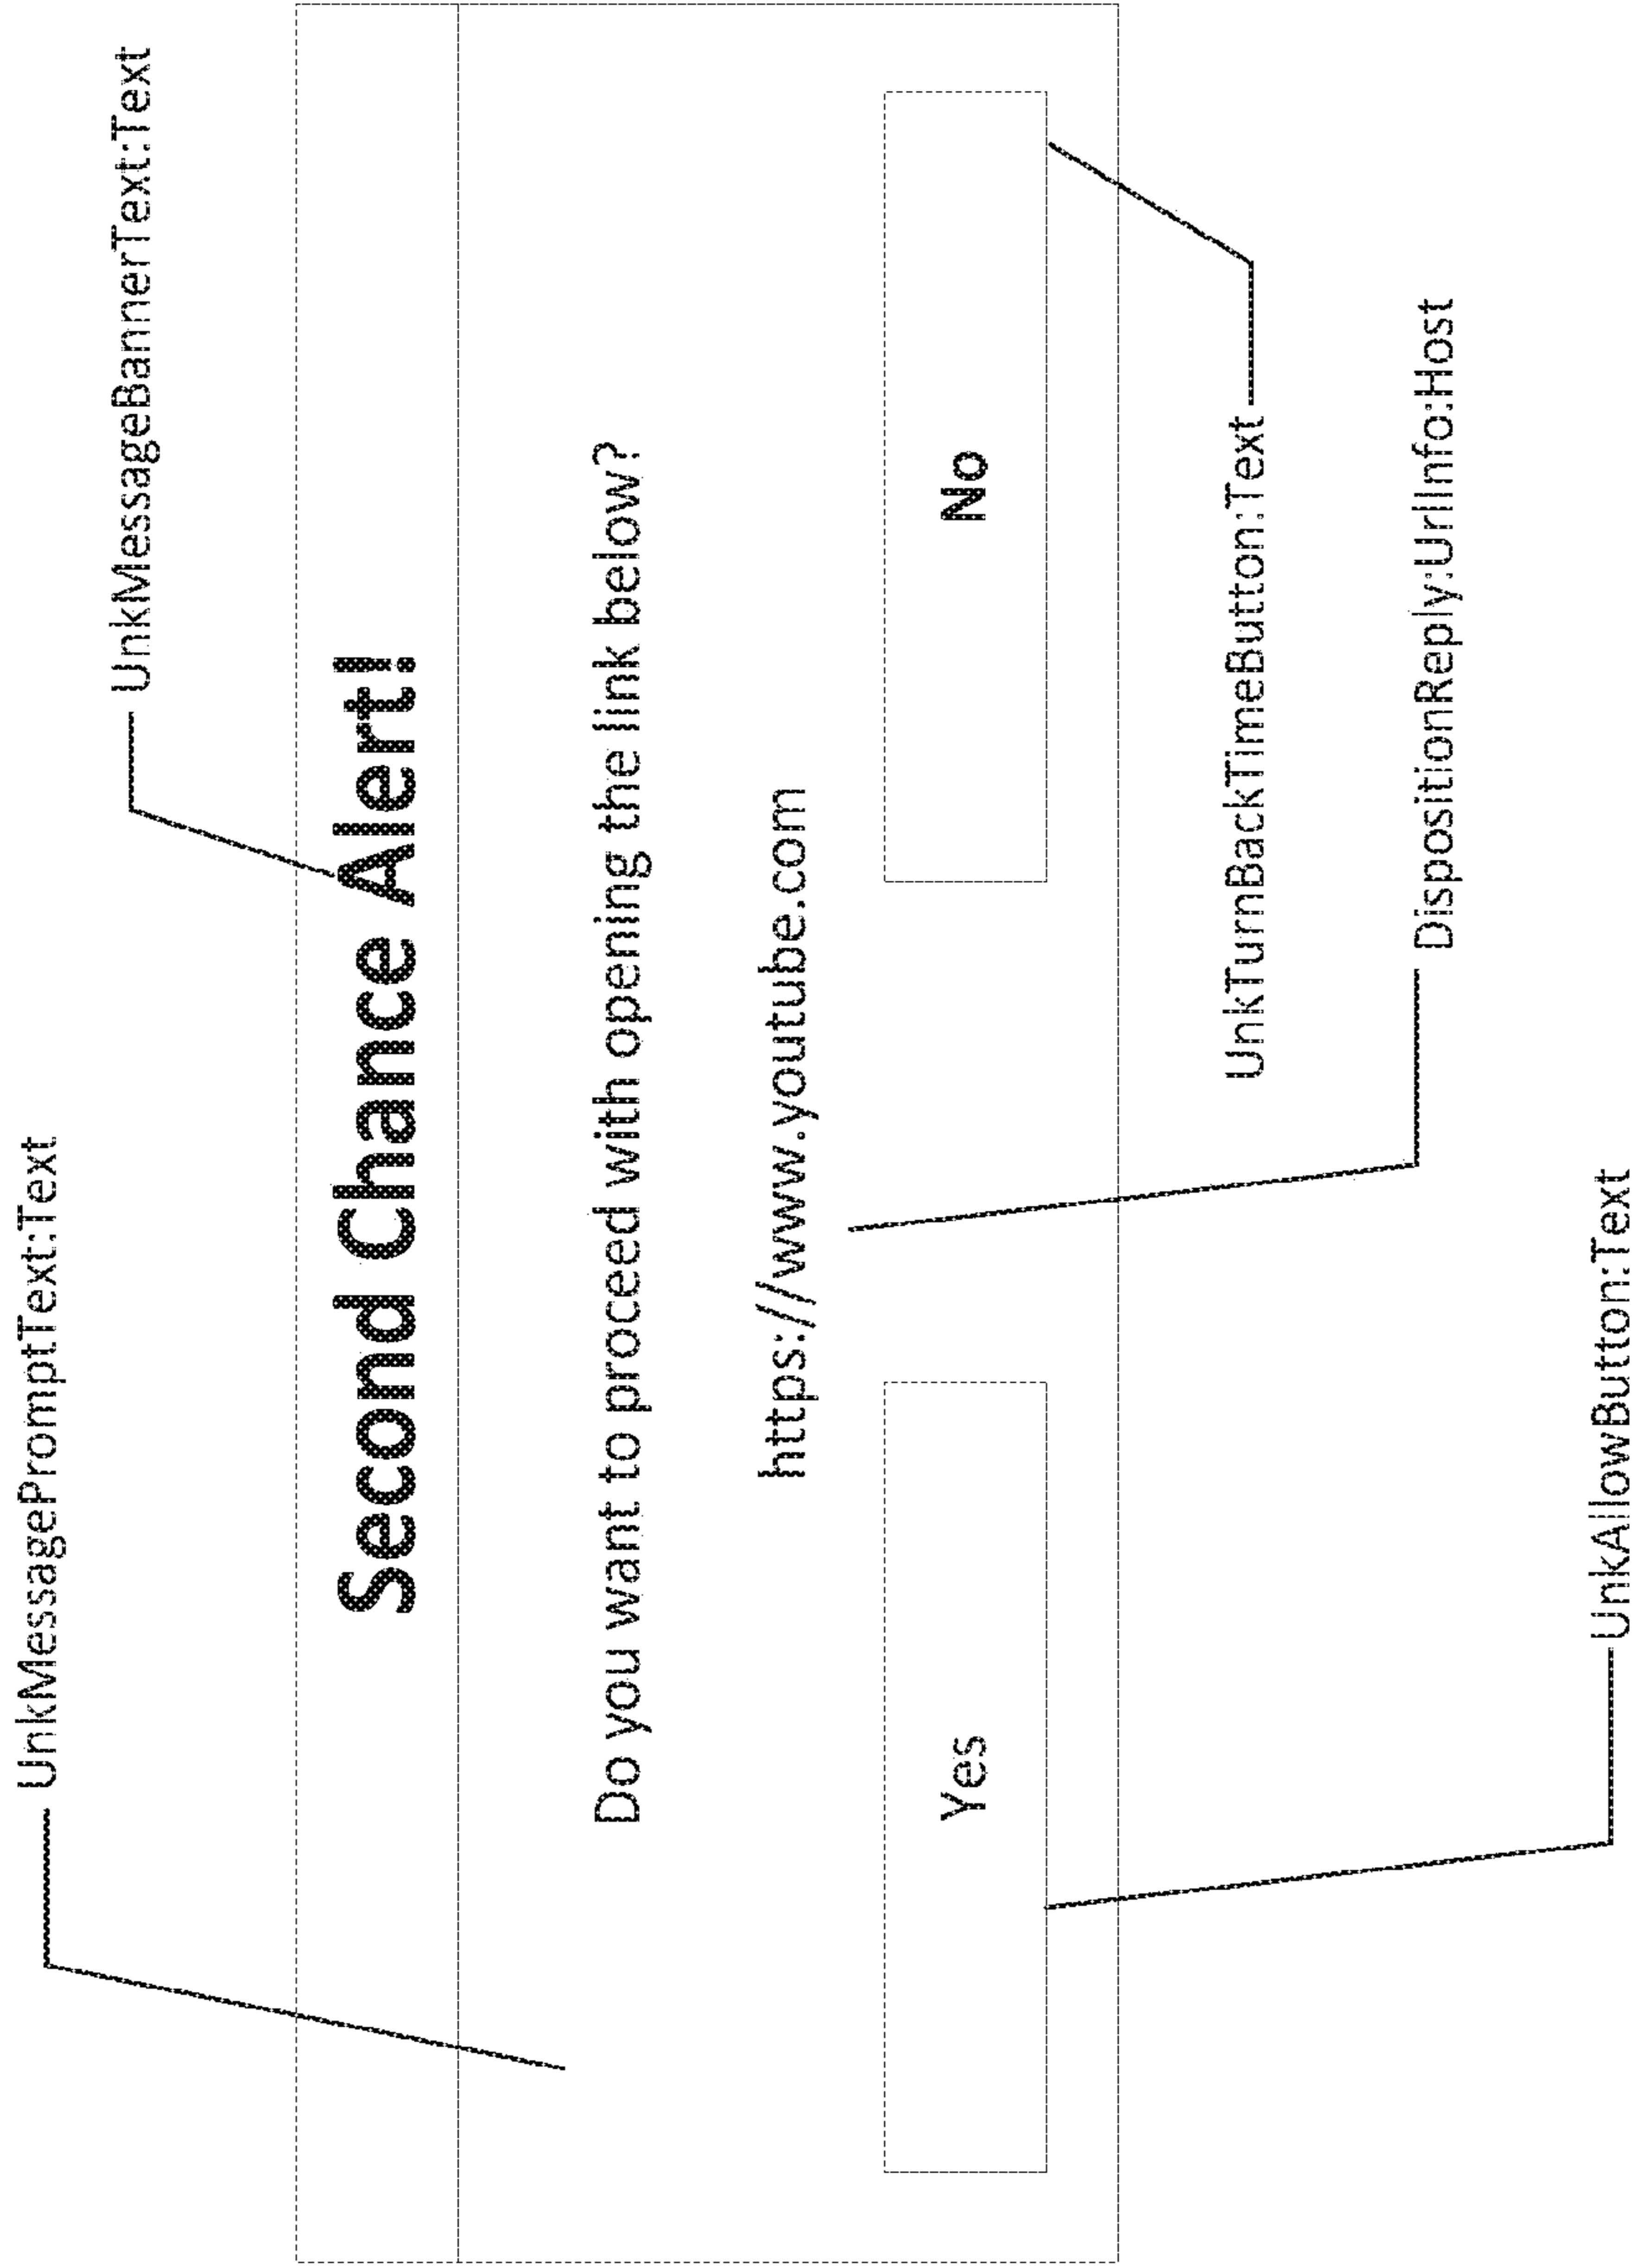 UnkMessagePromptText:Text
UnkMessageBannerText:Text
Second Chance Alert!
Do you want to proceed with opening the link below?
https://www.youtube.com
Yes
No
UnkTurnBackTimeButton:Text
DispositionReply:UrlInfo:Host
UnkAllowButton:Text